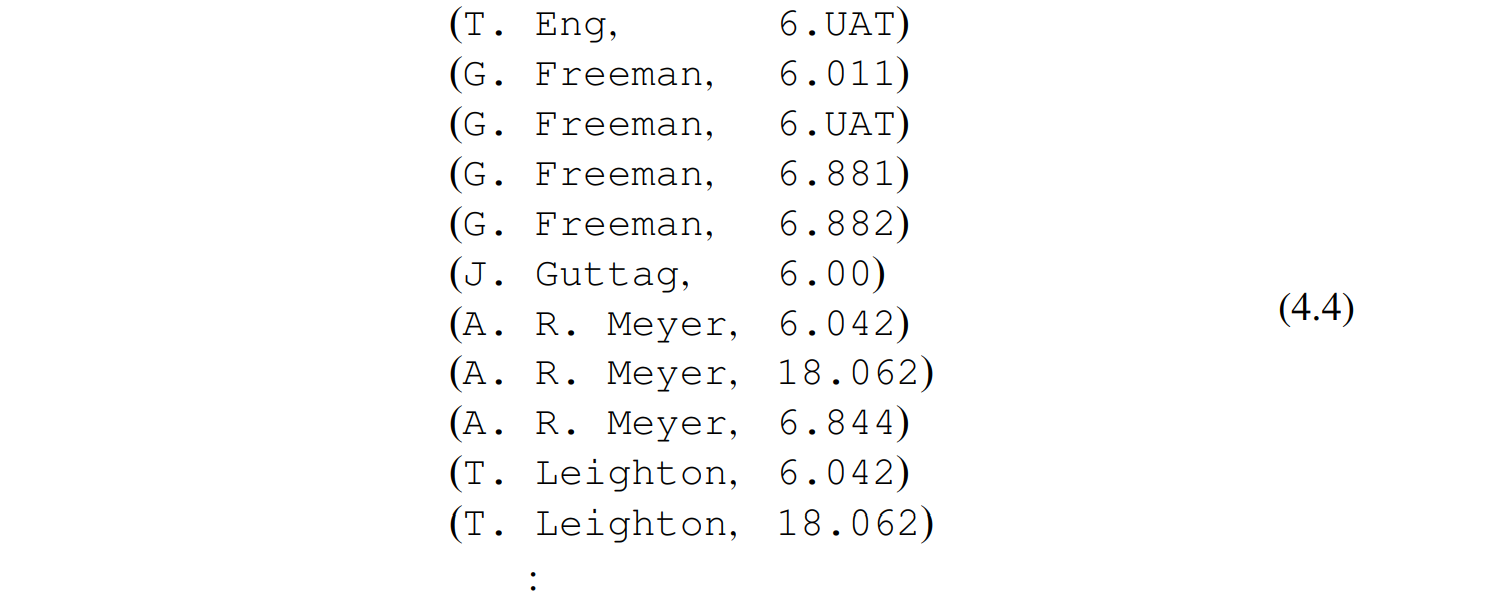 (T. Eng, 6.UAT)
(G. Freeman, 6.011)
(G. Freeman, 6.UAT)
(G. Freeman, 6.881)
(G. Freeman, 6.882)
(J. Guttag, 6.00)
(4.4)
(A. R. Meyer, 6.042)
(A. R. Meyer, 18.062)
(A. R. Meyer, 6.844)
(T. Leighton, 6.042)
(T. Leighton, 18.062)
: